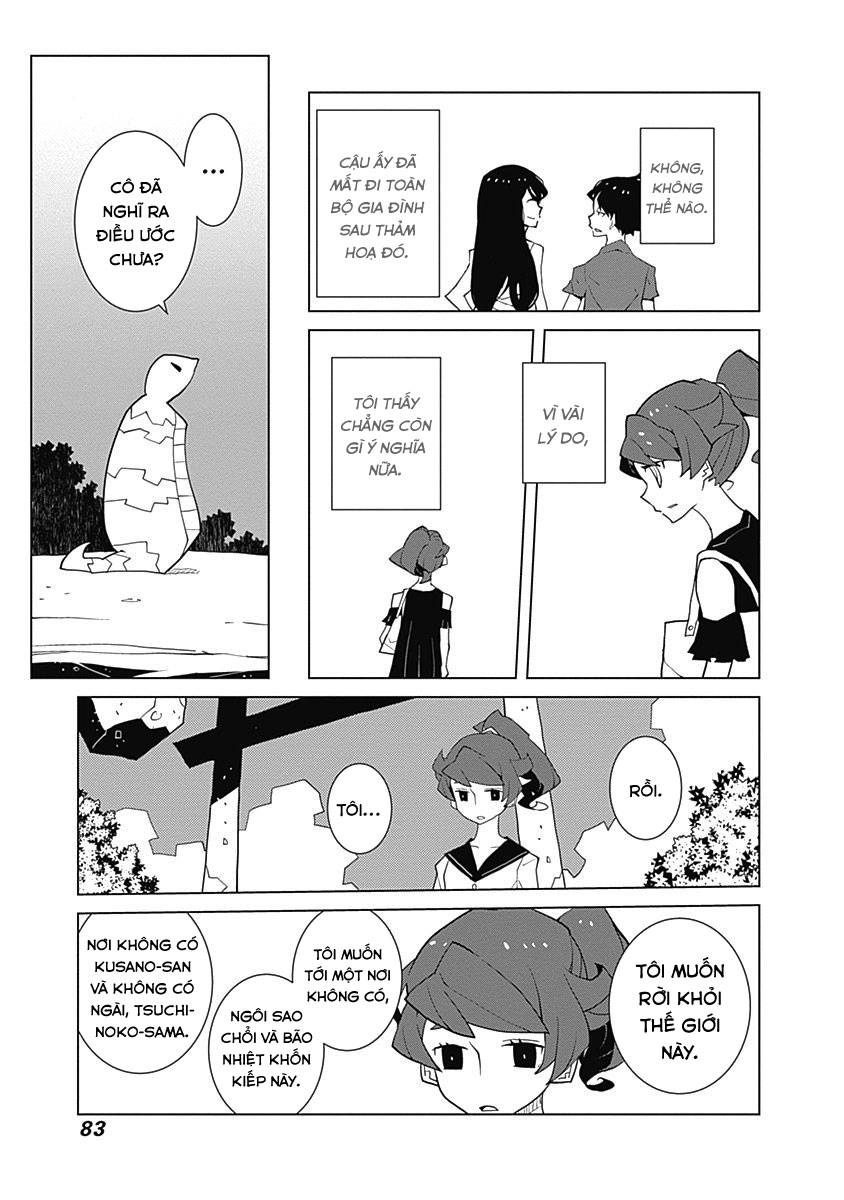 KHÔNG,
KHÔNG
THỂ NÀO.
CẬU ẤY ĐÃ
MẤT ĐI TOÀN
BỘ GIA ĐÌNH
SAU THẢM
HOẠ ĐÓ.
VÌ VÀI
LÝ DO,
TÔI THẤY
CHẲNG CÒN
GÌ Ý NGHĨA
NỮA.
...
CÔ ĐÃ
NGHĨ RA
ĐIỀU ƯỚC
CHƯA?
RỒI.
TÔI...
TÔI MUỐN
RỜI KHỎI
THẾ GIỚI
NÀY.
TÔI MUỐN
TỚI MỘT NƠI
KHÔNG CÓ,
NGÔI SAO
CHỔI VÀ BÃO
NHIỆT KHỐN
KIẾP NÀY.
NƠI KHÔNG CÓ
KUSANO-SAN
VÀ KHÔNG CÓ
NGÀI, TSUCHI-
NOKO-SAMA.
83